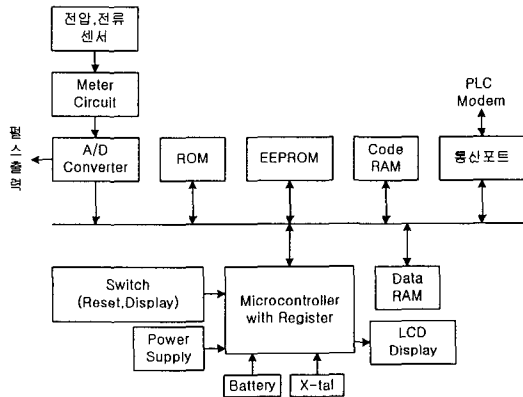 전압,전류
센서
Meter
Circuit
A/D
Converter
펄스출력
ROM
EEPROM
Code
RAM
PLC
Modem
통산포트
Switch
(Reset,Display)
Microcontroller
with Register
Data
RAM
Power
Supply
LCD
Display
Battery
X-tal